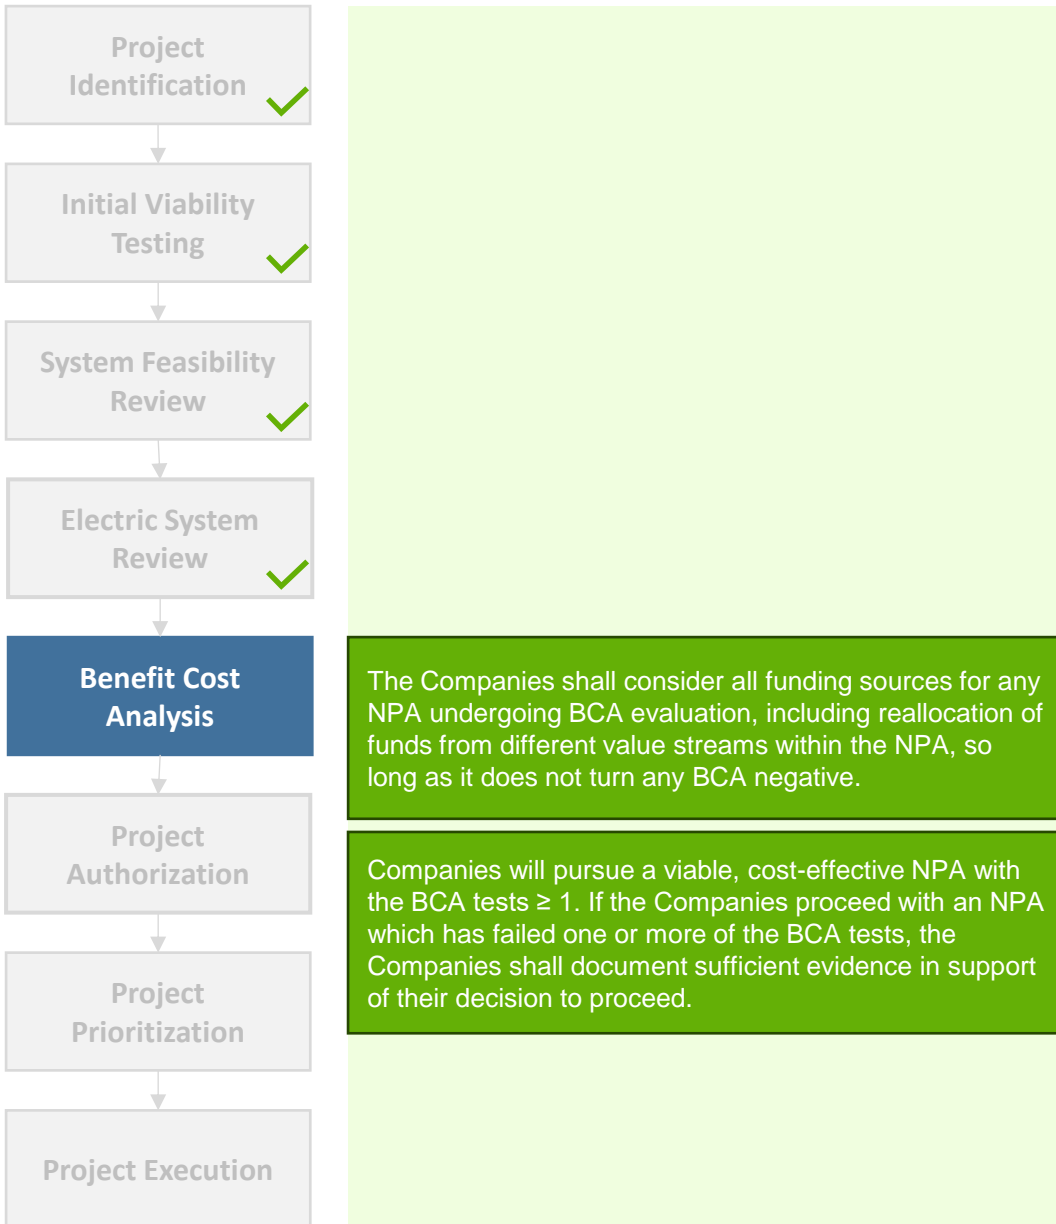 Project
Identification
Initial Viability
Testing
System Feasibility
Review
Electric System
Review
Benefit Cost
Analysis
The Companies shall consider all funding sources for any
NPA undergoing BCA evaluation, including reallocation of
funds from different value streams within the NPA, so
long as it does not turn any BCA negative.
Project
Authorization
Companies will pursue a viable, cost-effective NPA with
the BCA tests ≥ 1. If the Companies proceed with an NPA
which has failed one or more of the BCA tests, the
Companies shall document sufficient evidence in support
of their decision to proceed.
Project
Prioritization
Project Execution